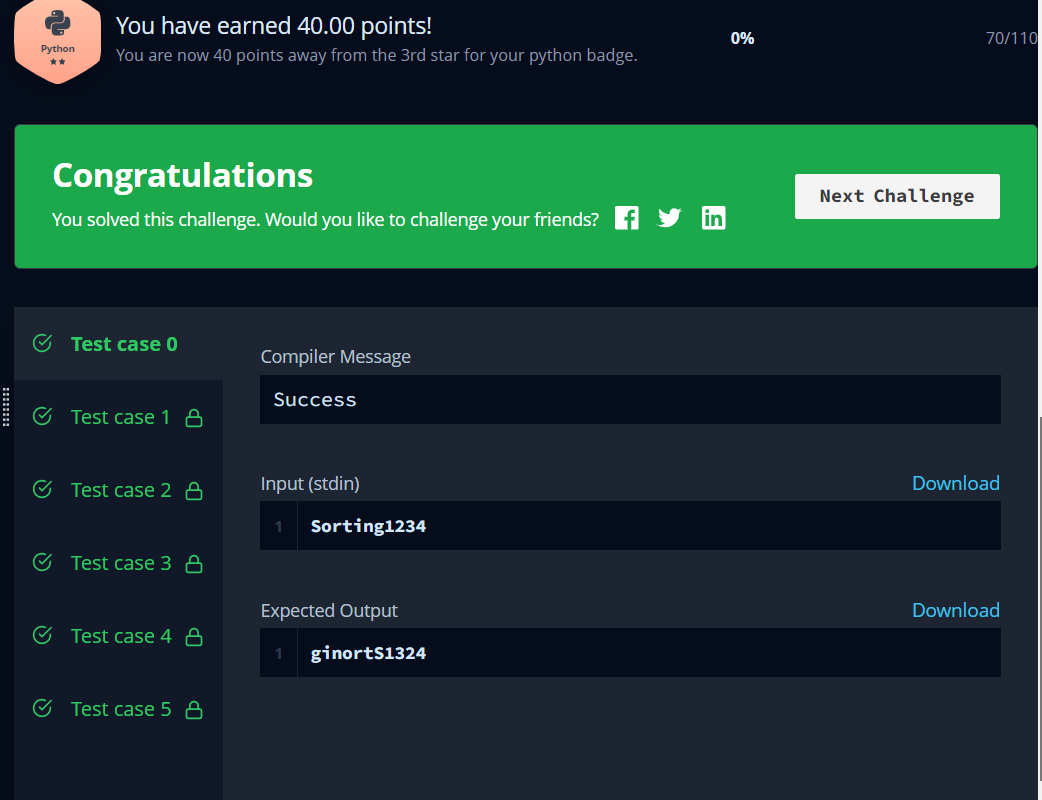 You have earned 40.00 points!
Python
★★
You are now 40 points away from the 3rd star for your python badge.
0%
70/110
Congratulations
You solved this challenge. Would you like to challenge your friends?
Next Challenge
Test case 0
Test case 1
Test case 2
Test case 3
Test case 4
Test case 5
Compiler Message
Success
Input (stdin)
Download
1 Sorting1234
Expected Output
Download
1 ginortS1324